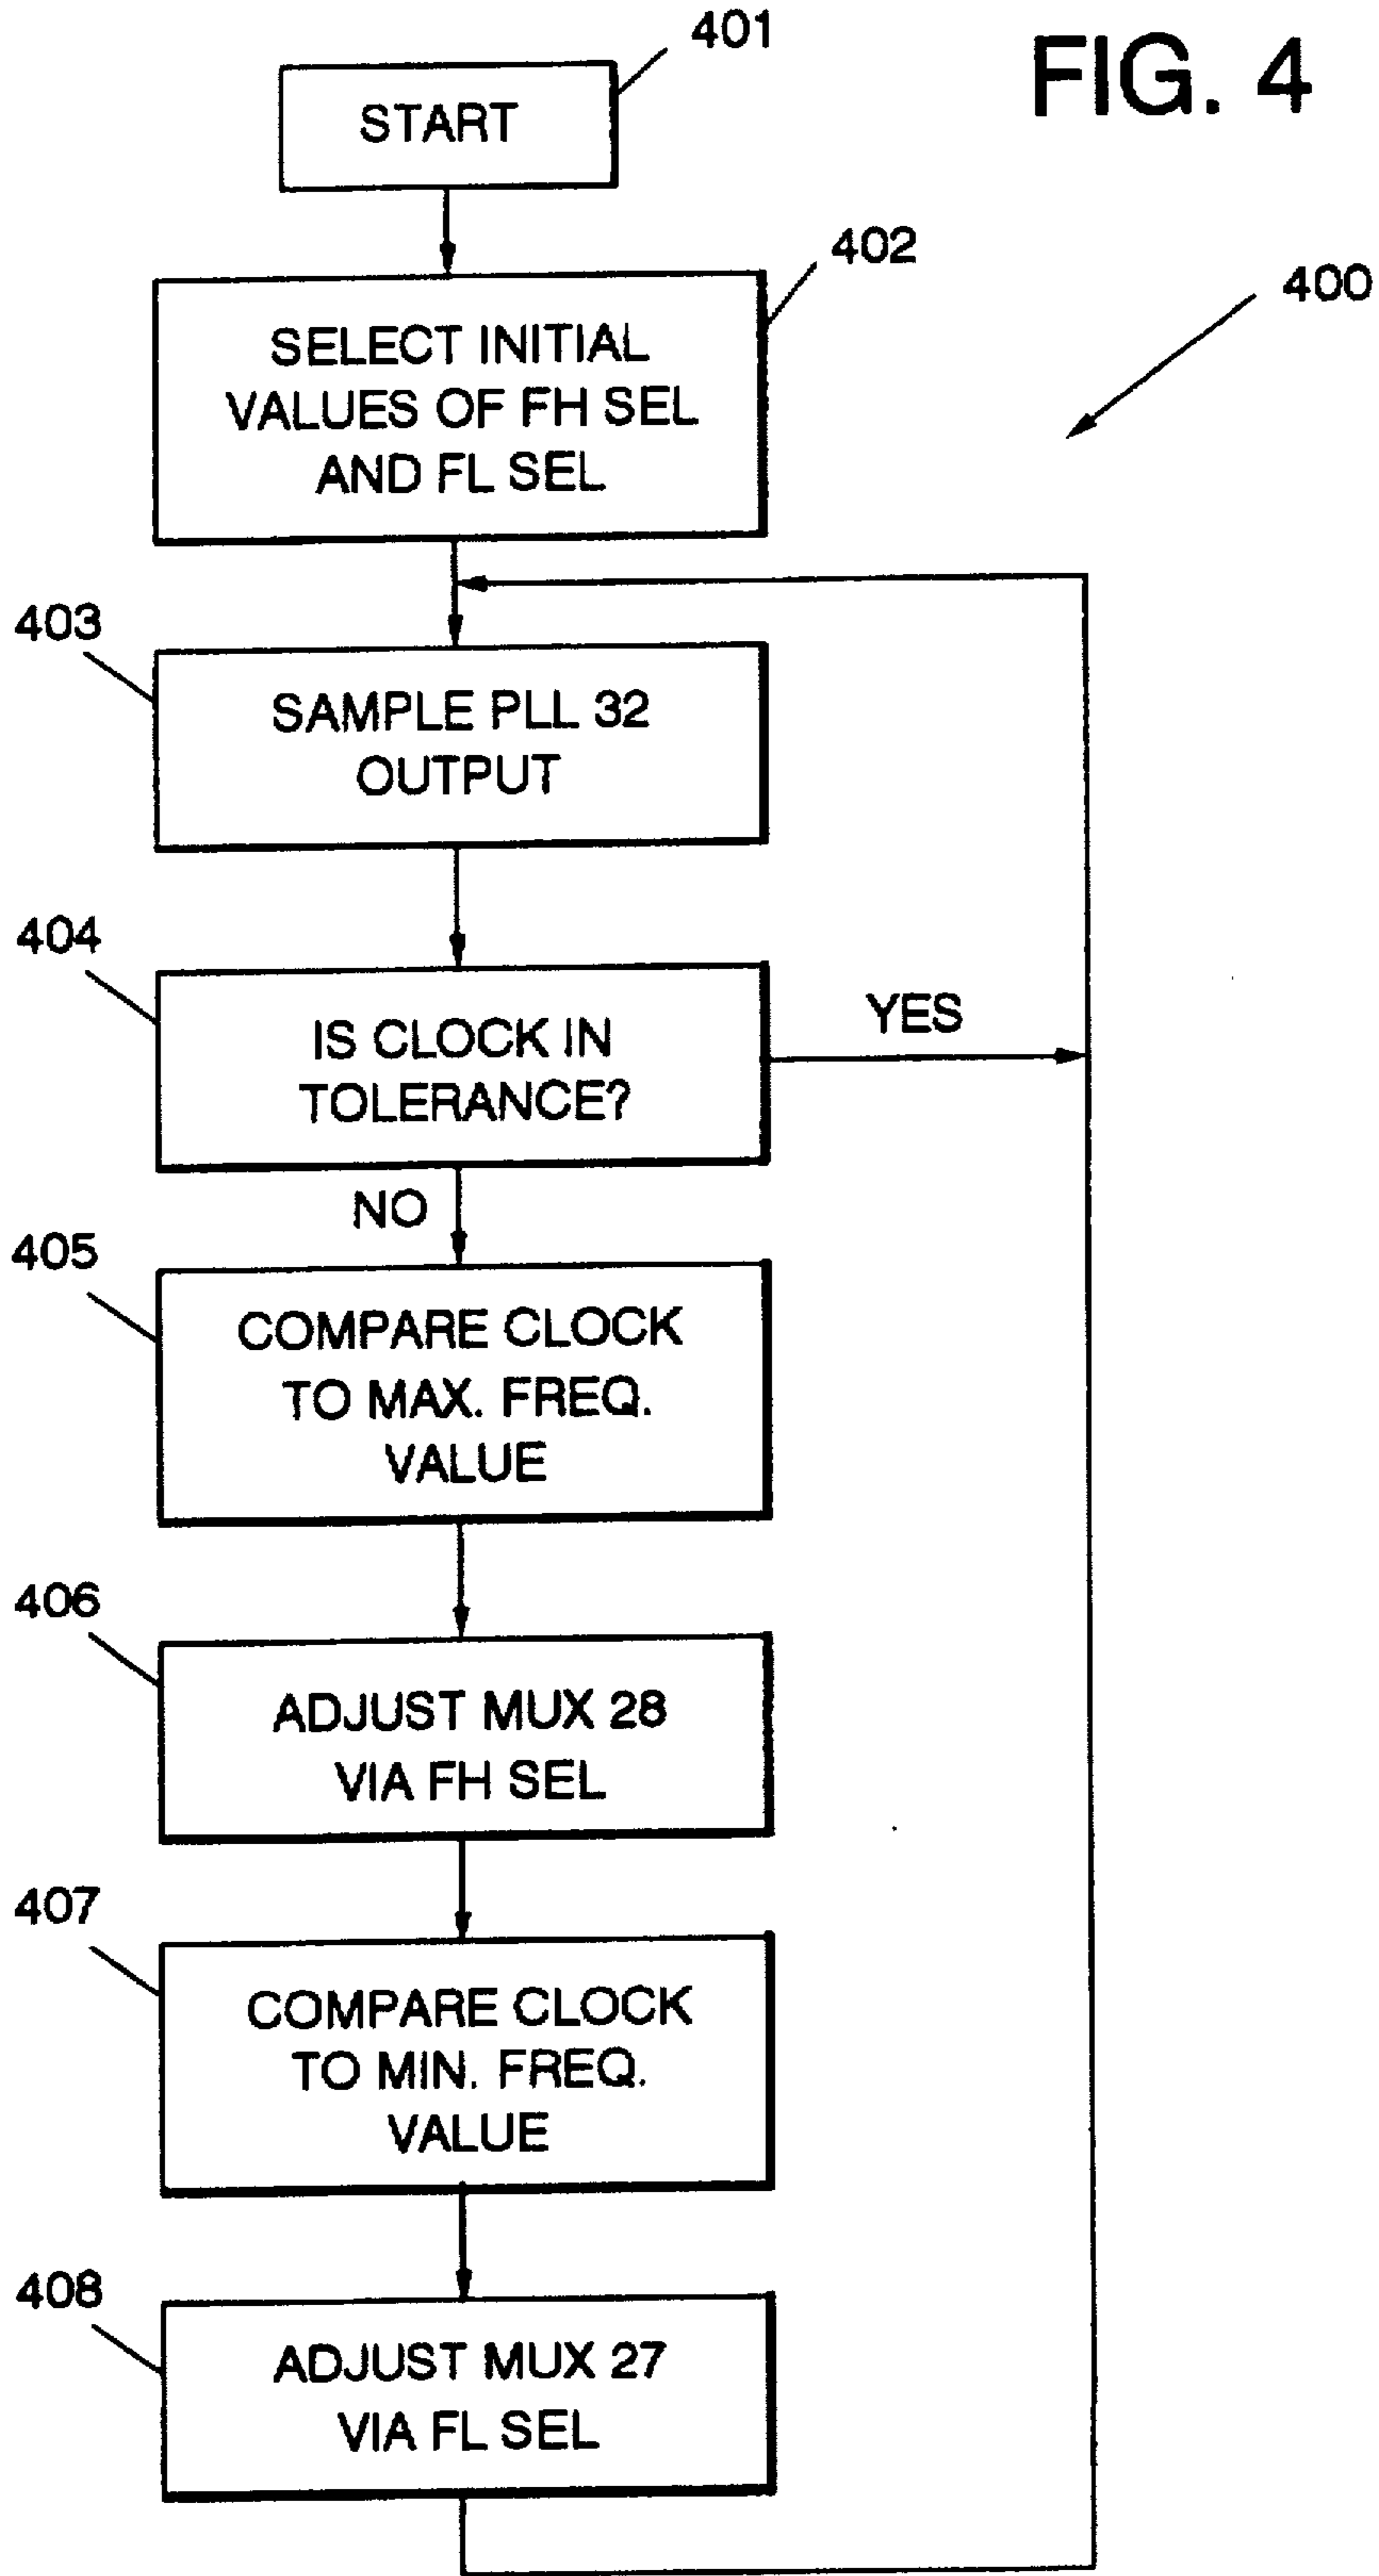 FIG. 4
400
401
START
402
SELECT INITIAL
VALUES OF FH SEL
AND FL SEL
403
SAMPLE PLL 32
OUTPUT
404
IS CLOCK IN
TOLERANCE?
YES
NO
405
COMPARE CLOCK
TO MAX. FREQ.
VALUE
406
ADJUST MUX 28
VIA FH SEL
407
COMPARE CLOCK
TO MIN. FREQ.
VALUE
408
ADJUST MUX 27
VIA FL SEL